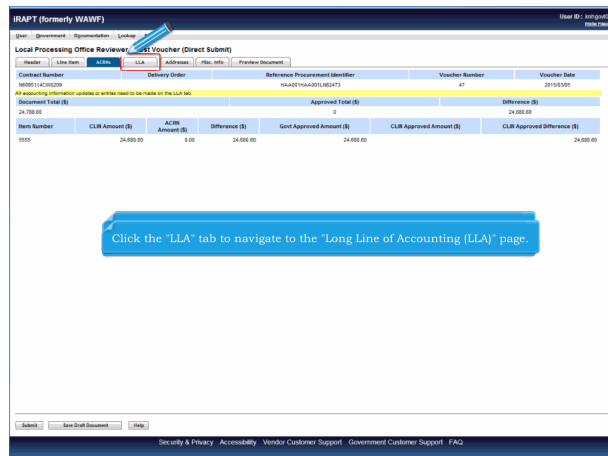 iRAPT (formerly WAWF)
User ID : knhgov03
Printer Friendly
User Government Documentation Lookup
Local Processing Office Reviewer - Cost Voucher (Direct Submit)
Header Line Item ACRNs LLA Addresses Misc. Info Preview Document
Contract Number Delivery Order Reference Procurement Identifier Voucher Number Voucher Date
N6095114CW0209 HAA001HAA001LN62473 47 2015/03/05
All accounting information updates or entries need to be made on the LLA tab.
Document Total ($) Approved Total ($) Difference ($)
24,788.60 0 24,688.60
Item Number CLIN Amount ($) ACRN Amount ($) Difference ($) Govt Approved Amount ($) CLIN Approved Amount ($) CLIN Approved Difference ($)
5555 24,688.60 0.00 24,688.60 24,688.60 24,688.60
Click the "LLA" tab to navigate to the "Long Line of Accounting (LLA)" page.
Submit Save Draft Document Help
Security & Privacy Accessibility Vendor Customer Support Government Customer Support FAQ